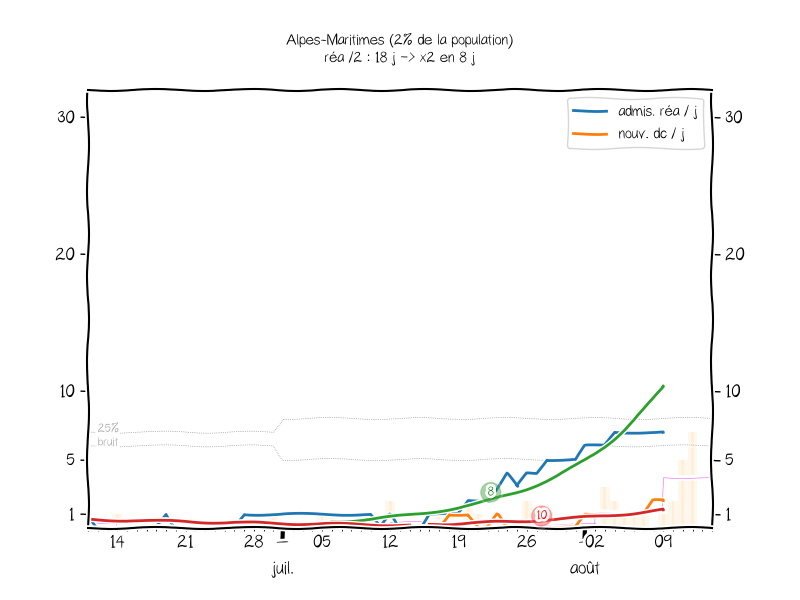 Alpes-Maritimes (2% de la population)
réa /2 : 18 j -> x2 en 8 j
admis. réa / j
nouv. dc / j
30
30
20
20
10
10
25%
bruit
5
5
8
10
1
1
14 21 28 05 12 19 26 02 09
juil. août